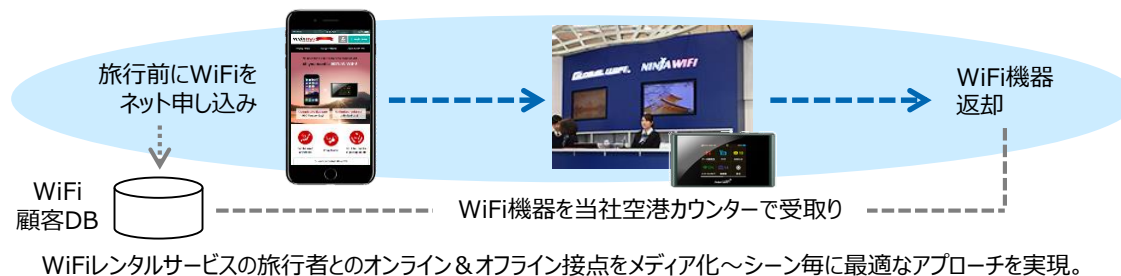 旅行前にWiFiを
ネット申し込み
GLOBAL WIFI. NINJA WIFI
WiFi機器
返却
WiFi
顧客DB
WiFi機器を当社空港カウンターで受取り
WiFiレンタルサービスの旅行者とのオンライン＆オフライン接点をメディア化～シーン毎に最適なアプローチを実現。